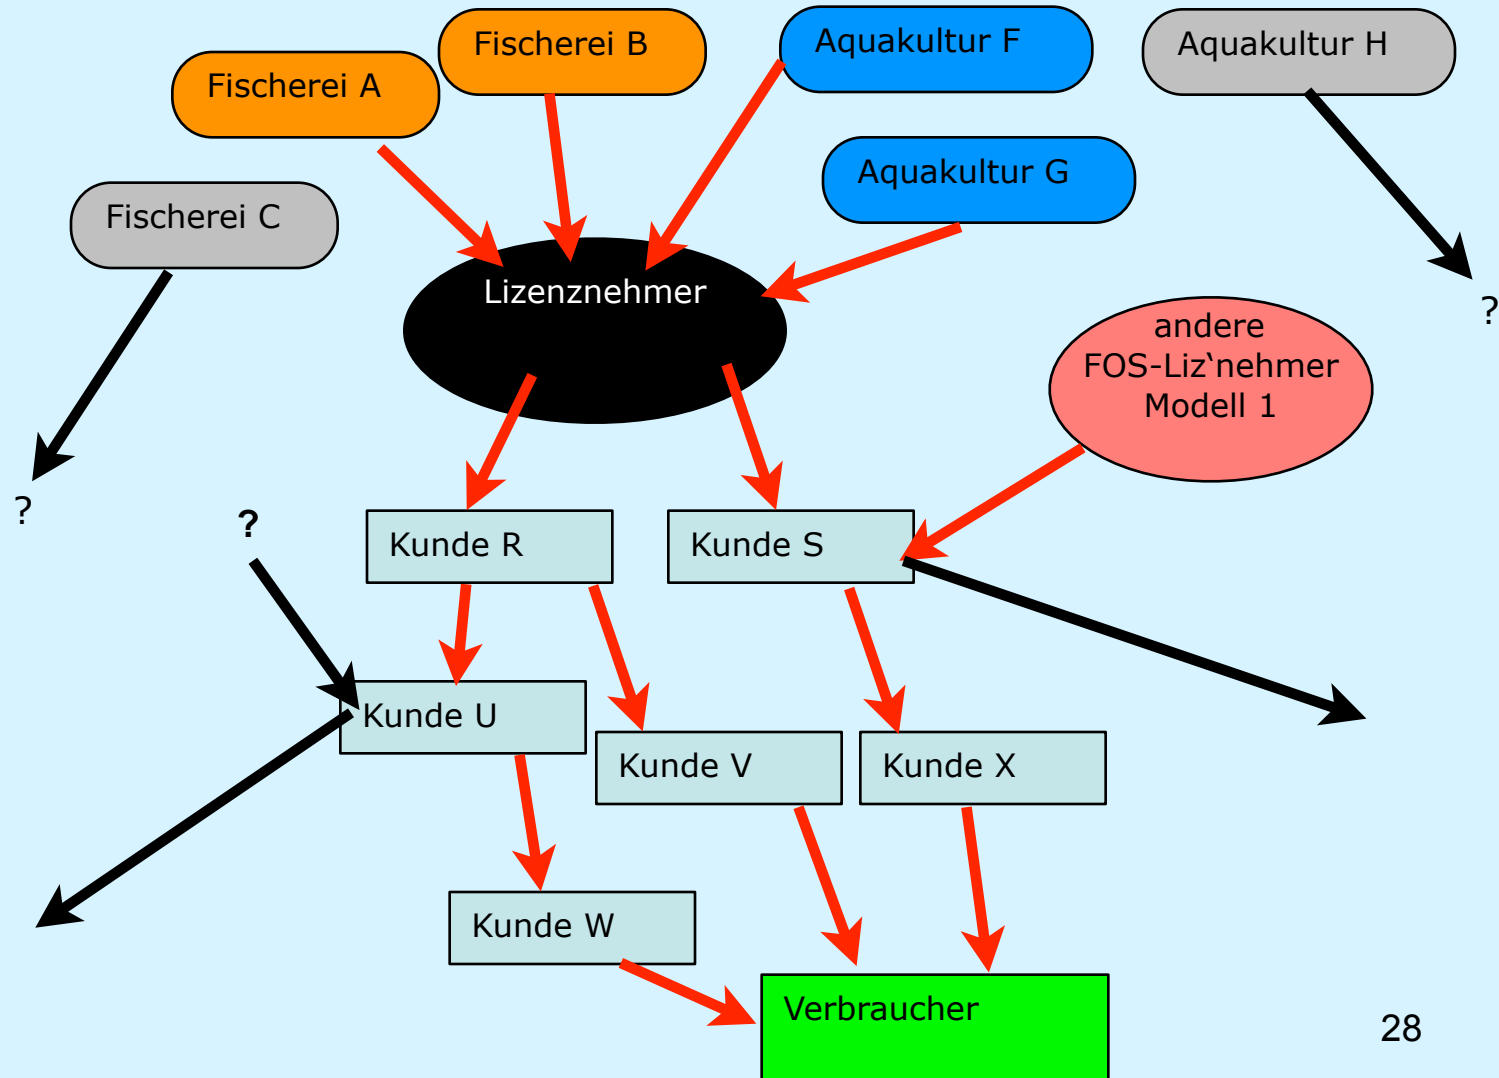 Fischerei B
Aquakultur F
Aquakultur H
Fischerei A
Aquakultur G
Fischerei C
Lizenznehmer
?
andere
FOS-Liz‘nehmer
Modell 1
?
?
Kunde R
Kunde S
Kunde U
Kunde V
Kunde X
Kunde W
Verbraucher
28